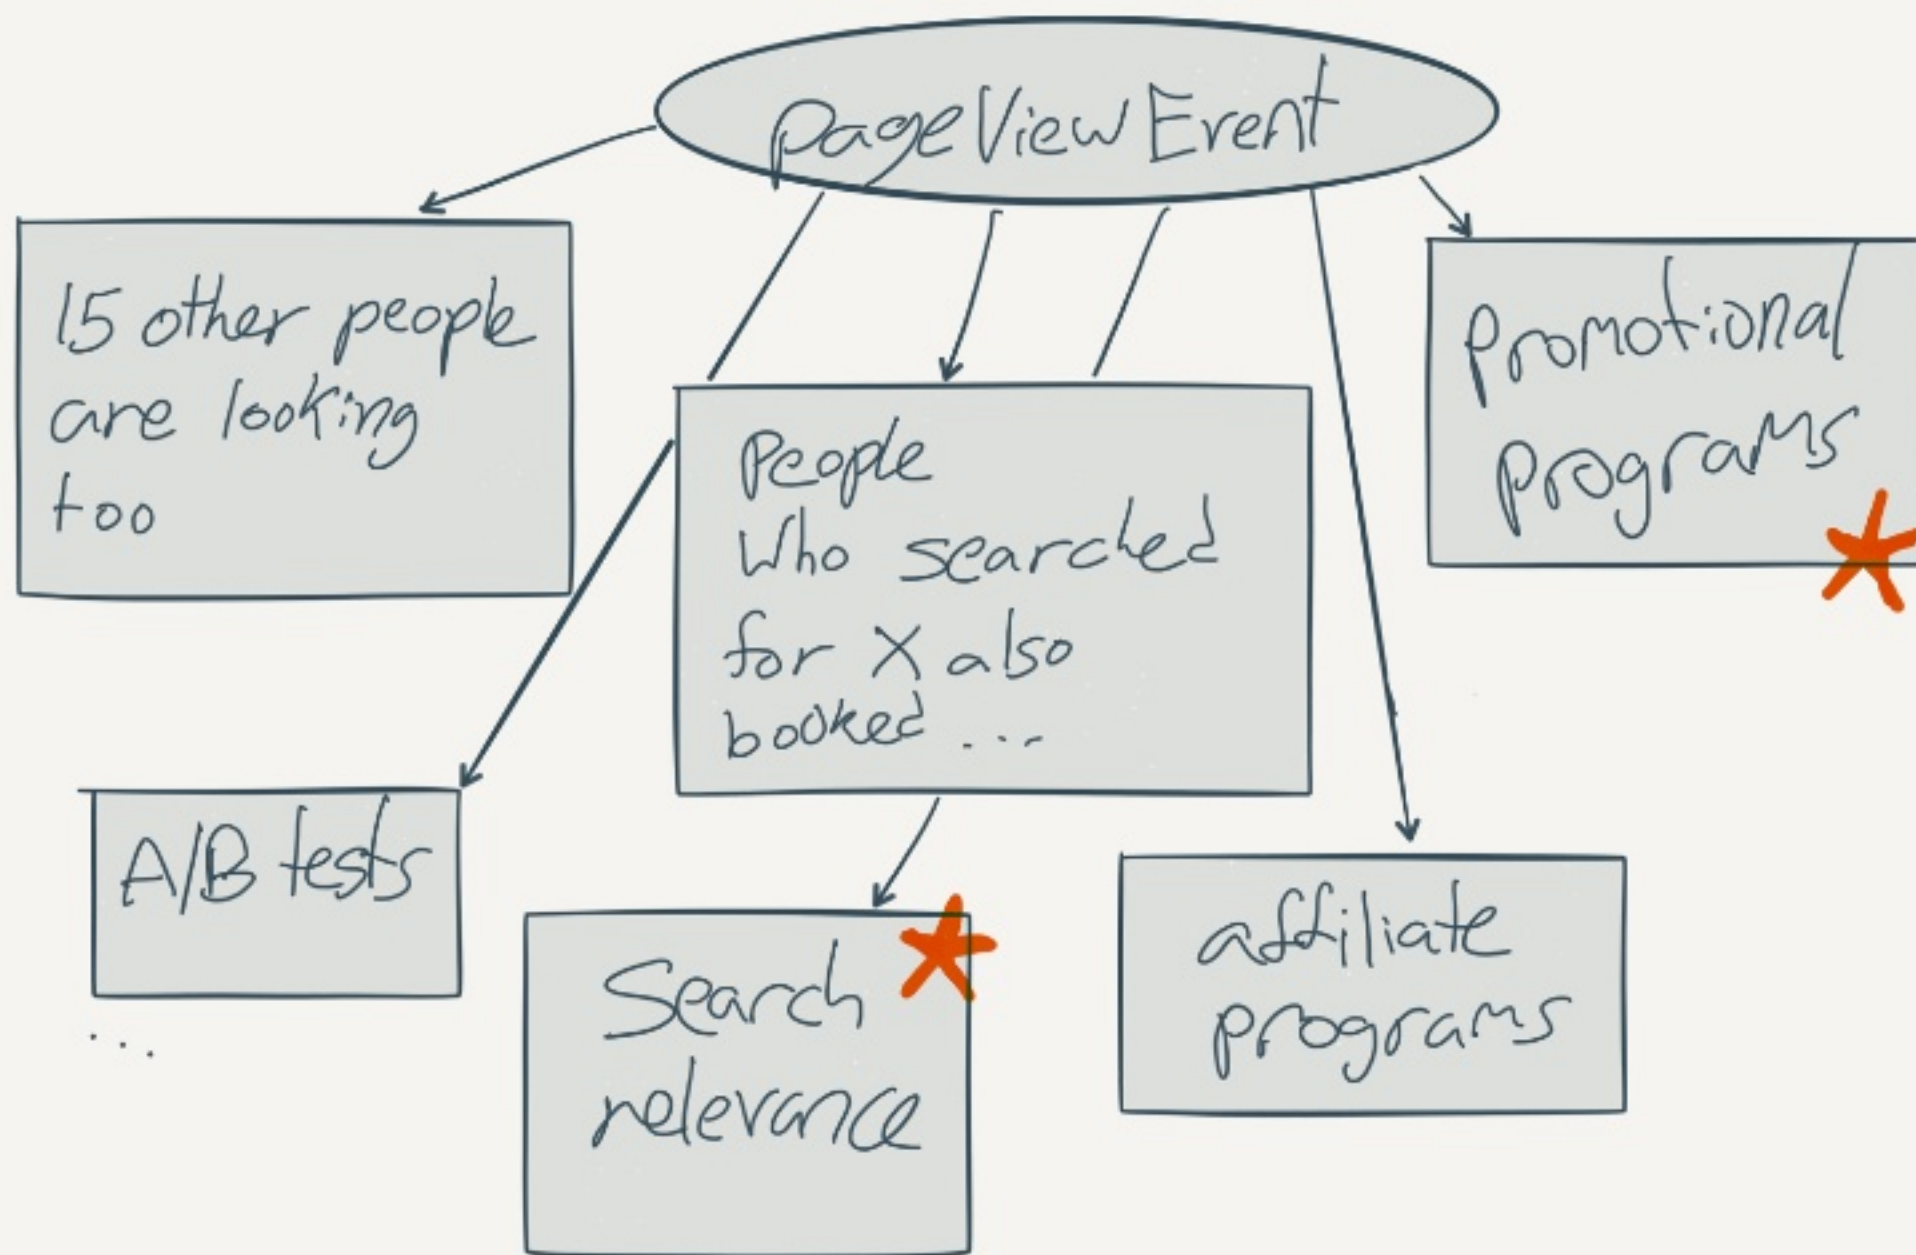 pageViewEvent
15 other people
are looking
too
People
who searched
for X also
booked ...
promotional
programs
A/B tests
...
Search
relevance
affiliate
programs